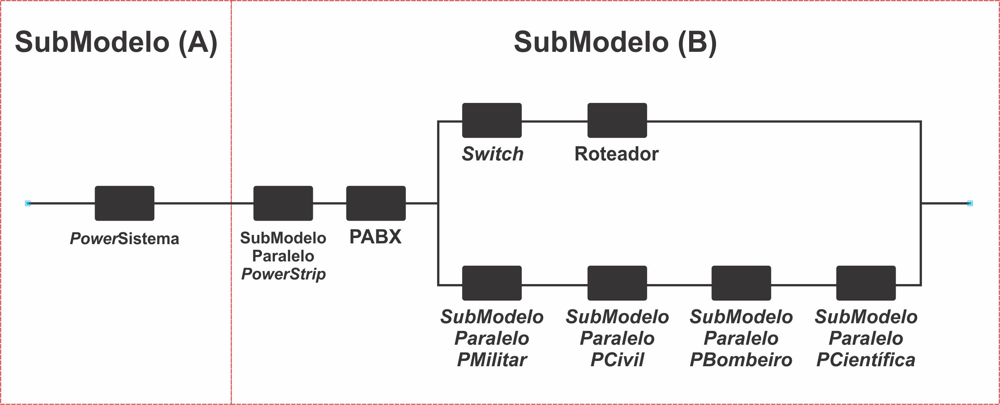 SubModelo (A)
SubModelo (B)
Switch
Roteador
PowerSistema
SubModelo
Paralelo
PowerStrip
PABX
SubModelo
Paralelo
PMilitar
SubModelo
Paralelo
PCivil
SubModelo
Paralelo
PBombeiro
SubModelo
Paralelo
PCientífica